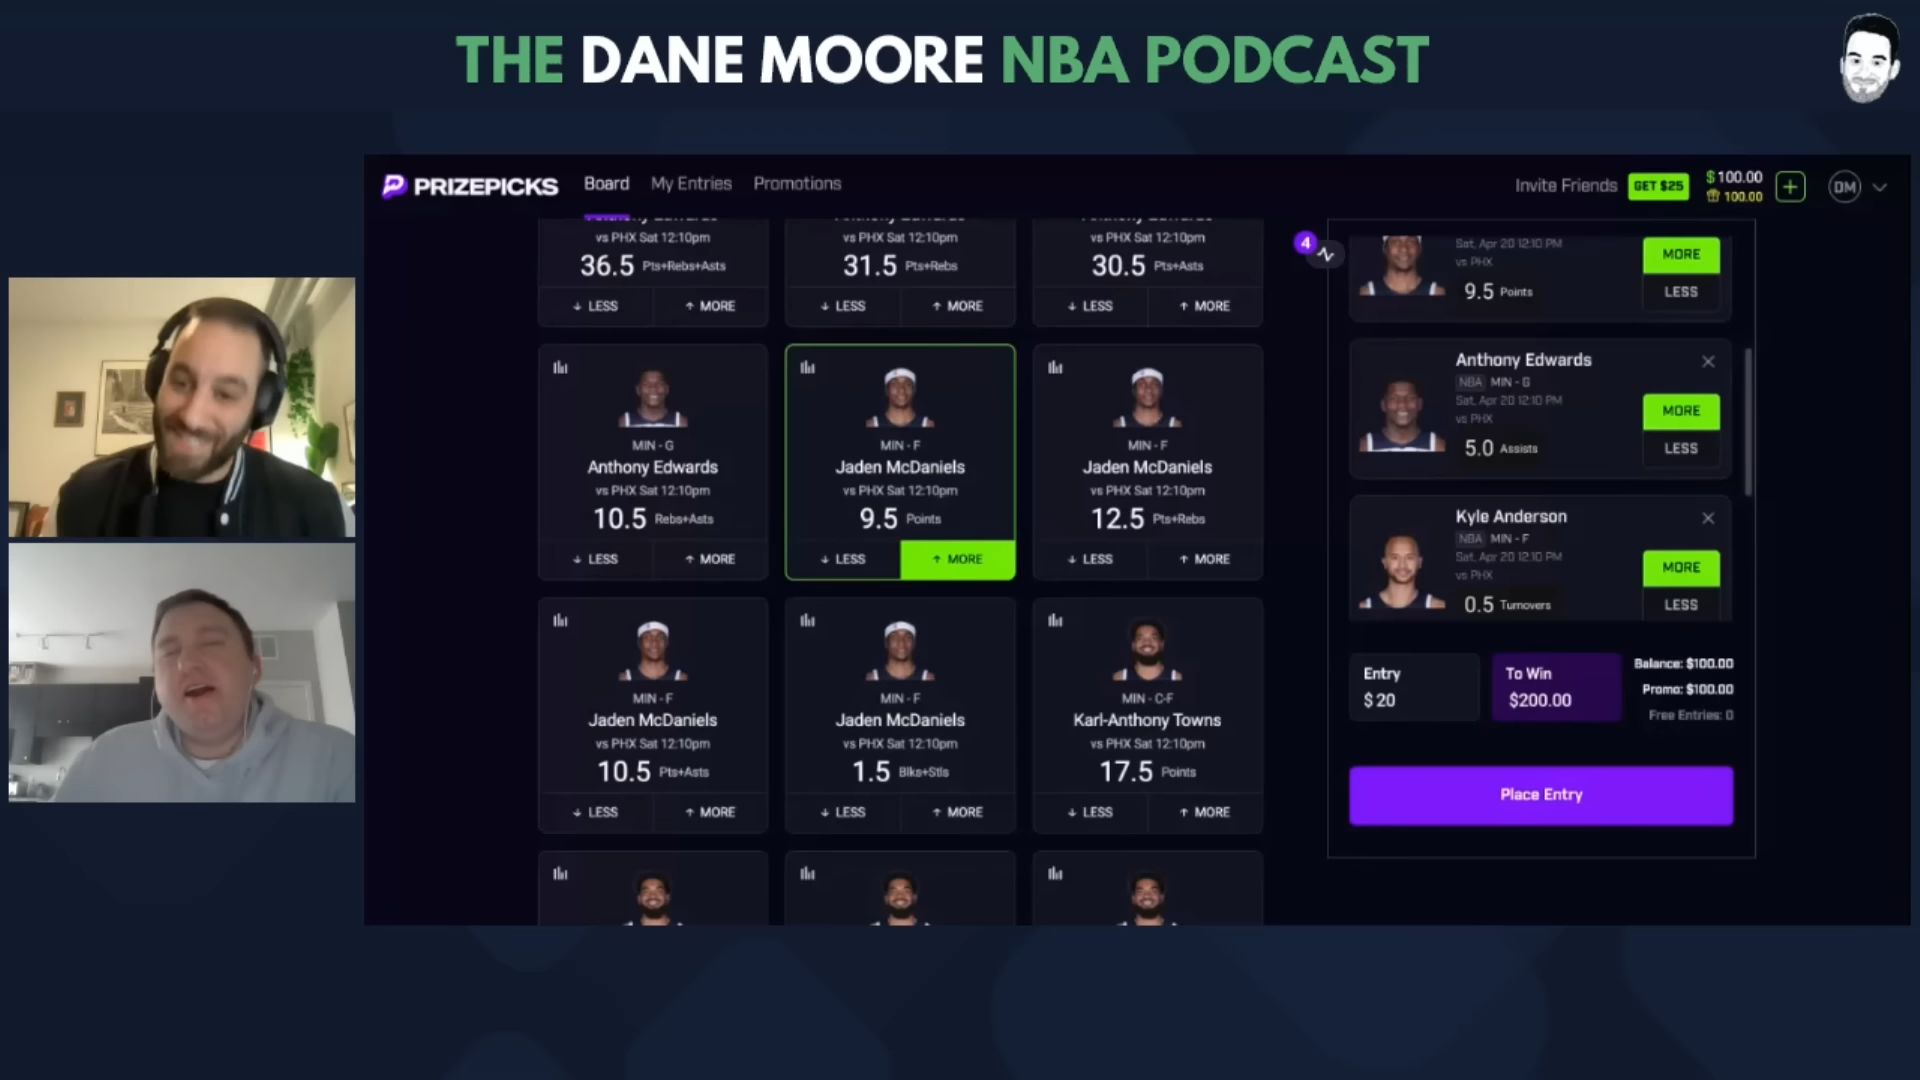 THE DANE MOORE NBA PODCAST
PRIZEPICKS
Board
My Entries
Promotions
Invite Friends
GET $25
$100.00
100.00
DM
Anthony Edwards
vs PHX Sat 12:10pm
36.5 Pts+Rebs+Asts
LESS
MORE
Anthony Edwards
vs PHX Sat 12:10pm
31.5 Pts+Rebs
LESS
MORE
Anthony Edwards
vs PHX Sat 12:10pm
30.5 Pts+Asts
LESS
MORE
MIN - G
Anthony Edwards
vs PHX Sat 12:10pm
10.5 Rebs+Asts
LESS
MORE
MIN - F
Jaden McDaniels
vs PHX Sat 12:10pm
9.5 Points
LESS
MORE
MIN - F
Jaden McDaniels
vs PHX Sat 12:10pm
12.5 Pts+Rebs
LESS
MORE
MIN - F
Jaden McDaniels
vs PHX Sat 12:10pm
10.5 Pts+Asts
LESS
MORE
MIN - F
Jaden McDaniels
vs PHX Sat 12:10pm
1.5 Blks+Stls
LESS
MORE
MIN - C-F
Karl-Anthony Towns
vs PHX Sat 12:10pm
17.5 Points
LESS
MORE
4
Sat, Apr 20 12:10 PM
vs PHX
9.5 Points
MORE
LESS
Anthony Edwards
NBA MIN - G
Sat, Apr 20 12:10 PM
vs PHX
5.0 Assists
MORE
LESS
Kyle Anderson
NBA MIN - F
Sat, Apr 20 12:10 PM
vs PHX
0.5 Turnovers
MORE
LESS
Entry
$ 20
To Win
$200.00
Balance: $100.00
Promo: $100.00
Free Entries: 0
Place Entry